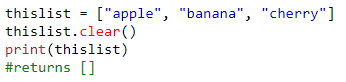 thislist = ["apple", "banana", "cherry"]
thislist.clear()
print(thislist)
#returns []